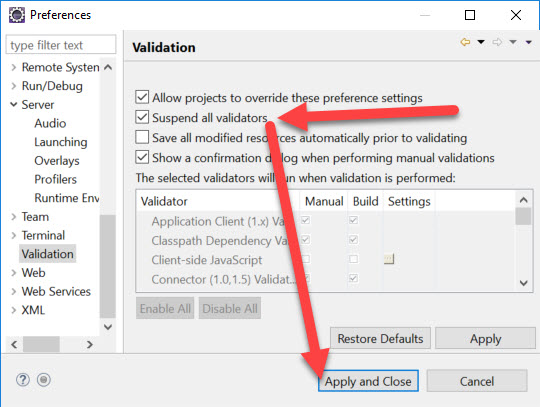 Preferences
type filter text
Validation
Remote System
Run/Debug
Server
Audio
Launching
Overlays
Profilers
Runtime Env
Team
Terminal
Validation
Web
Web Services
XML
Allow projects to override these preference settings
Suspend all validators
Save all modified resources automatically prior to validating
Show a confirmation dialog when performing manual validations
The selected validators will run when validation is performed:
Validator Manual Build Settings
Application Client (1.x) Va...
Classpath Dependency Va...
Client-side JavaScript
Connector (1.0,1.5) Validat...
Enable All Disable All
Restore Defaults Apply
Apply and Close Cancel